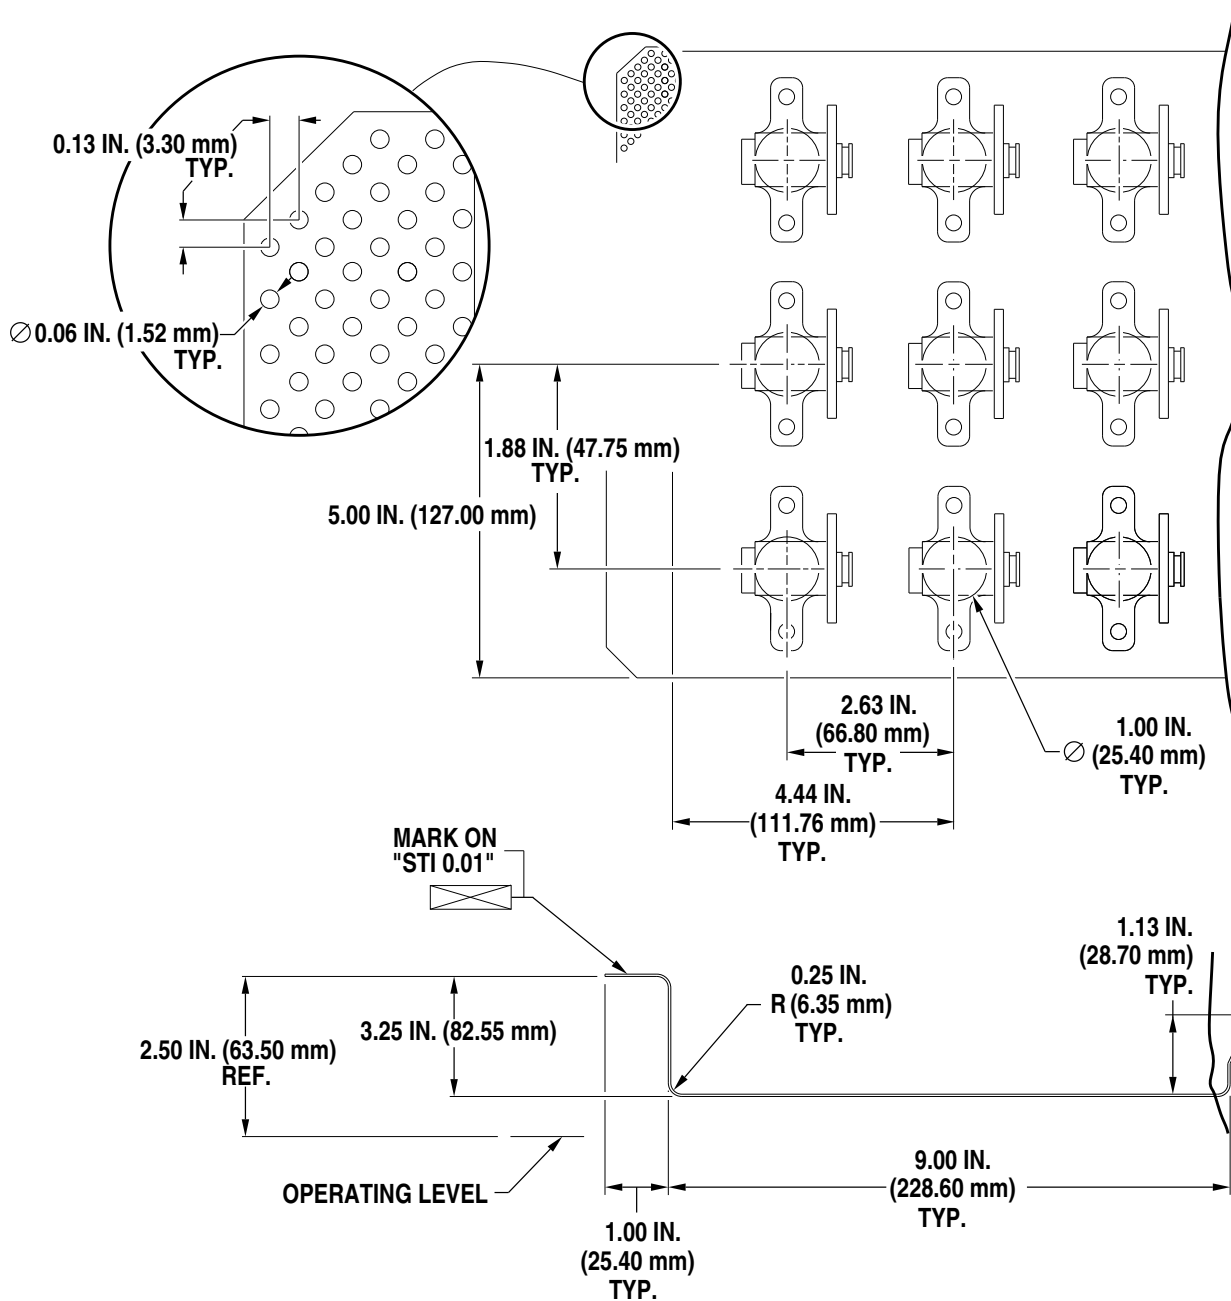 0.13 IN. (3.30 mm)
TYP.
∅ 0.06 IN. (1.52 mm)
TYP.
1.88 IN. (47.75 mm)
TYP.
5.00 IN. (127.00 mm)
2.63 IN.
(66.80 mm)
TYP.
∅ 1.00 IN.
(25.40 mm)
TYP.
4.44 IN.
(111.76 mm)
TYP.
MARK ON
"STI 0.01"
1.13 IN.
(28.70 mm)
TYP.
0.25 IN.
R (6.35 mm)
TYP.
3.25 IN. (82.55 mm)
2.50 IN. (63.50 mm)
REF.
OPERATING LEVEL
9.00 IN.
(228.60 mm)
TYP.
1.00 IN.
(25.40 mm)
TYP.